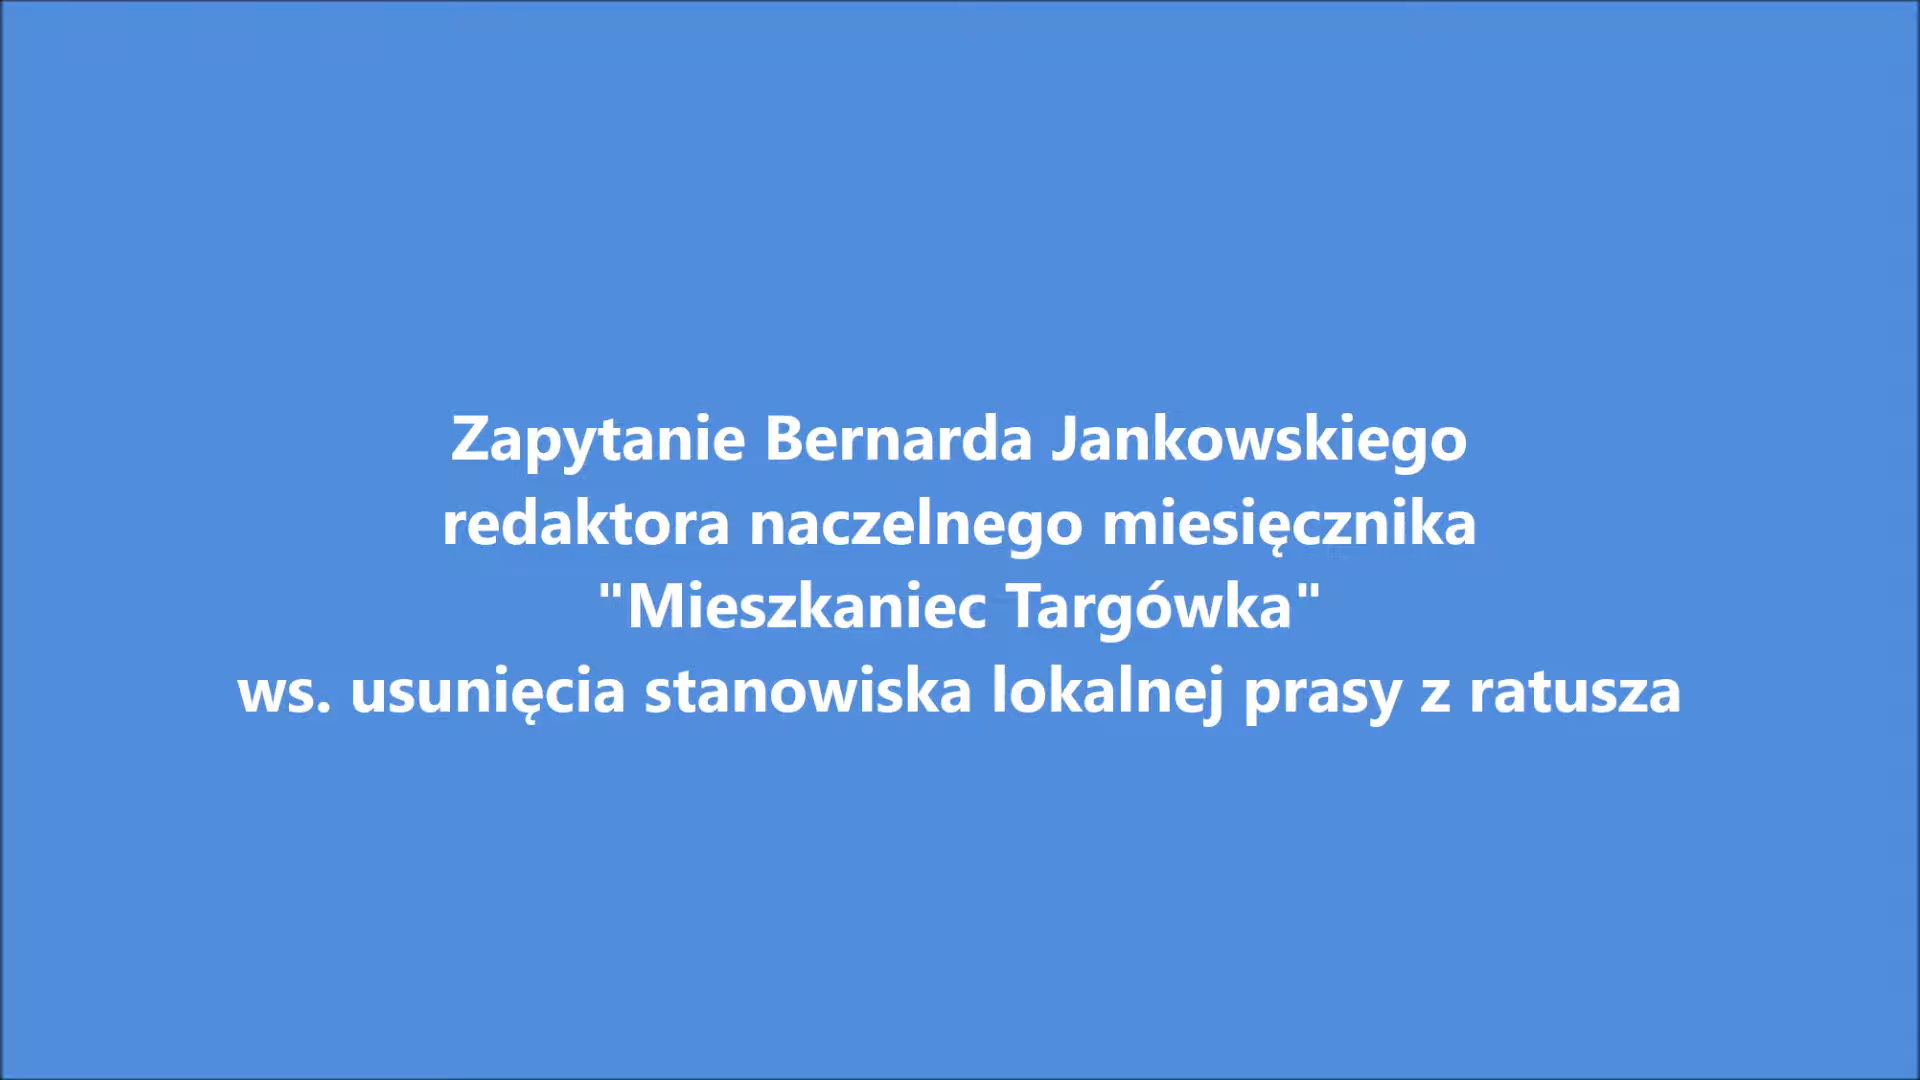 Zapytanie Bernarda Jankowskiego
redaktora naczelnego miesięcznika
"Mieszkaniec Targówka"
ws. usunięcia stanowiska lokalnej prasy z ratusza